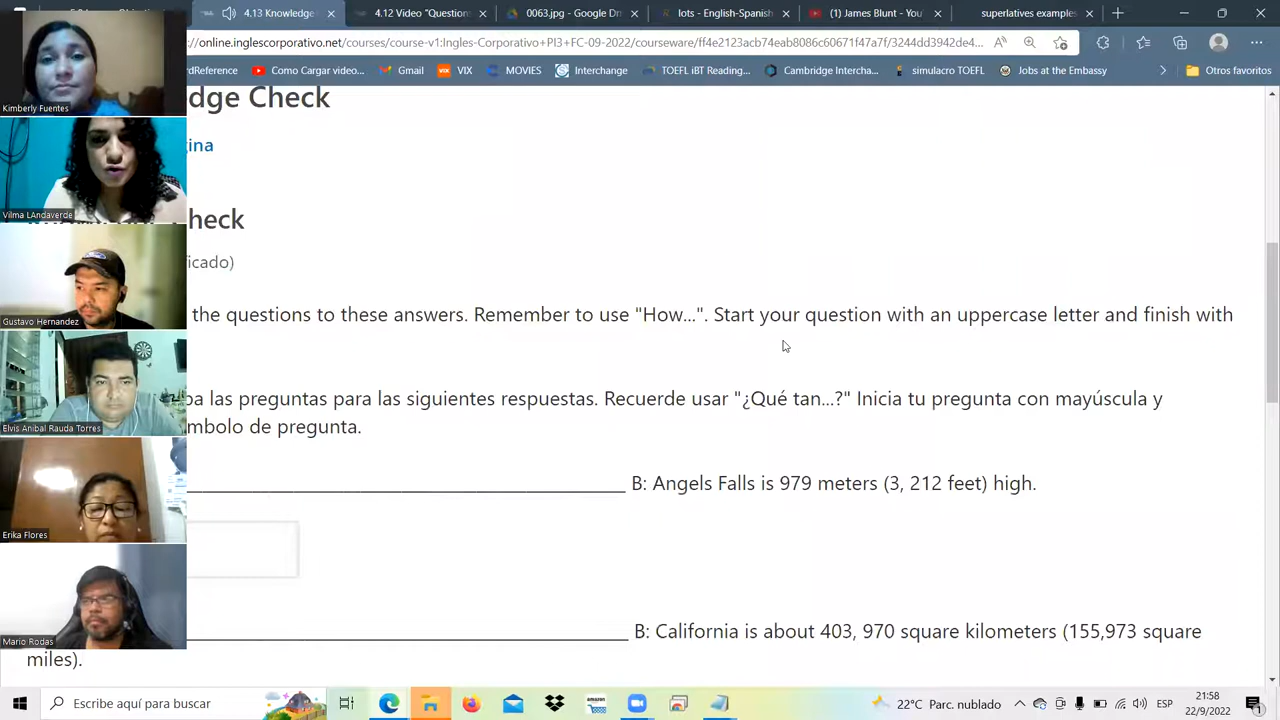 4.13 Knowledge Check
4.12 Video "Question
0063.jpg - Google Dri
lots - English-Spanish
(1) James Blunt - You
superlatives examples
://online.inglescorporativo.net/courses/course-v1:Ingles-Corporativo+PI3+FC-09-2022/courseware/ff4e2123acb74eab8086c60671f47a7f/3244dd3942de4...
rdReference
Como Cargar video...
Gmail
VIX
MOVIES
Interchange
TOEFL iBT Reading...
Cambridge Intercha...
simulacro TOEFL
Jobs at the Embassy
Otros favoritos
Kimberly Fuentes
dge Check
ina
Vilma LAndaverde
Check
icado)
Gustavo Hernandez
the questions to these answers. Remember to use "How...". Start your question with an uppercase letter and finish with
ba las preguntas para las siguientes respuestas. Recuerde usar "¿Qué tan...?" Inicia tu pregunta con mayúscula y
Elvis Anibal Rauda Torres
mbolo de pregunta.
B: Angels Falls is 979 meters (3, 212 feet) high.
Erika Flores
Mario Rodas
B: California is about 403, 970 square kilometers (155,973 square
miles).
Escribe aquí para buscar
amazon
22°C Parc. nublado
ESP
21:58
22/9/2022
1